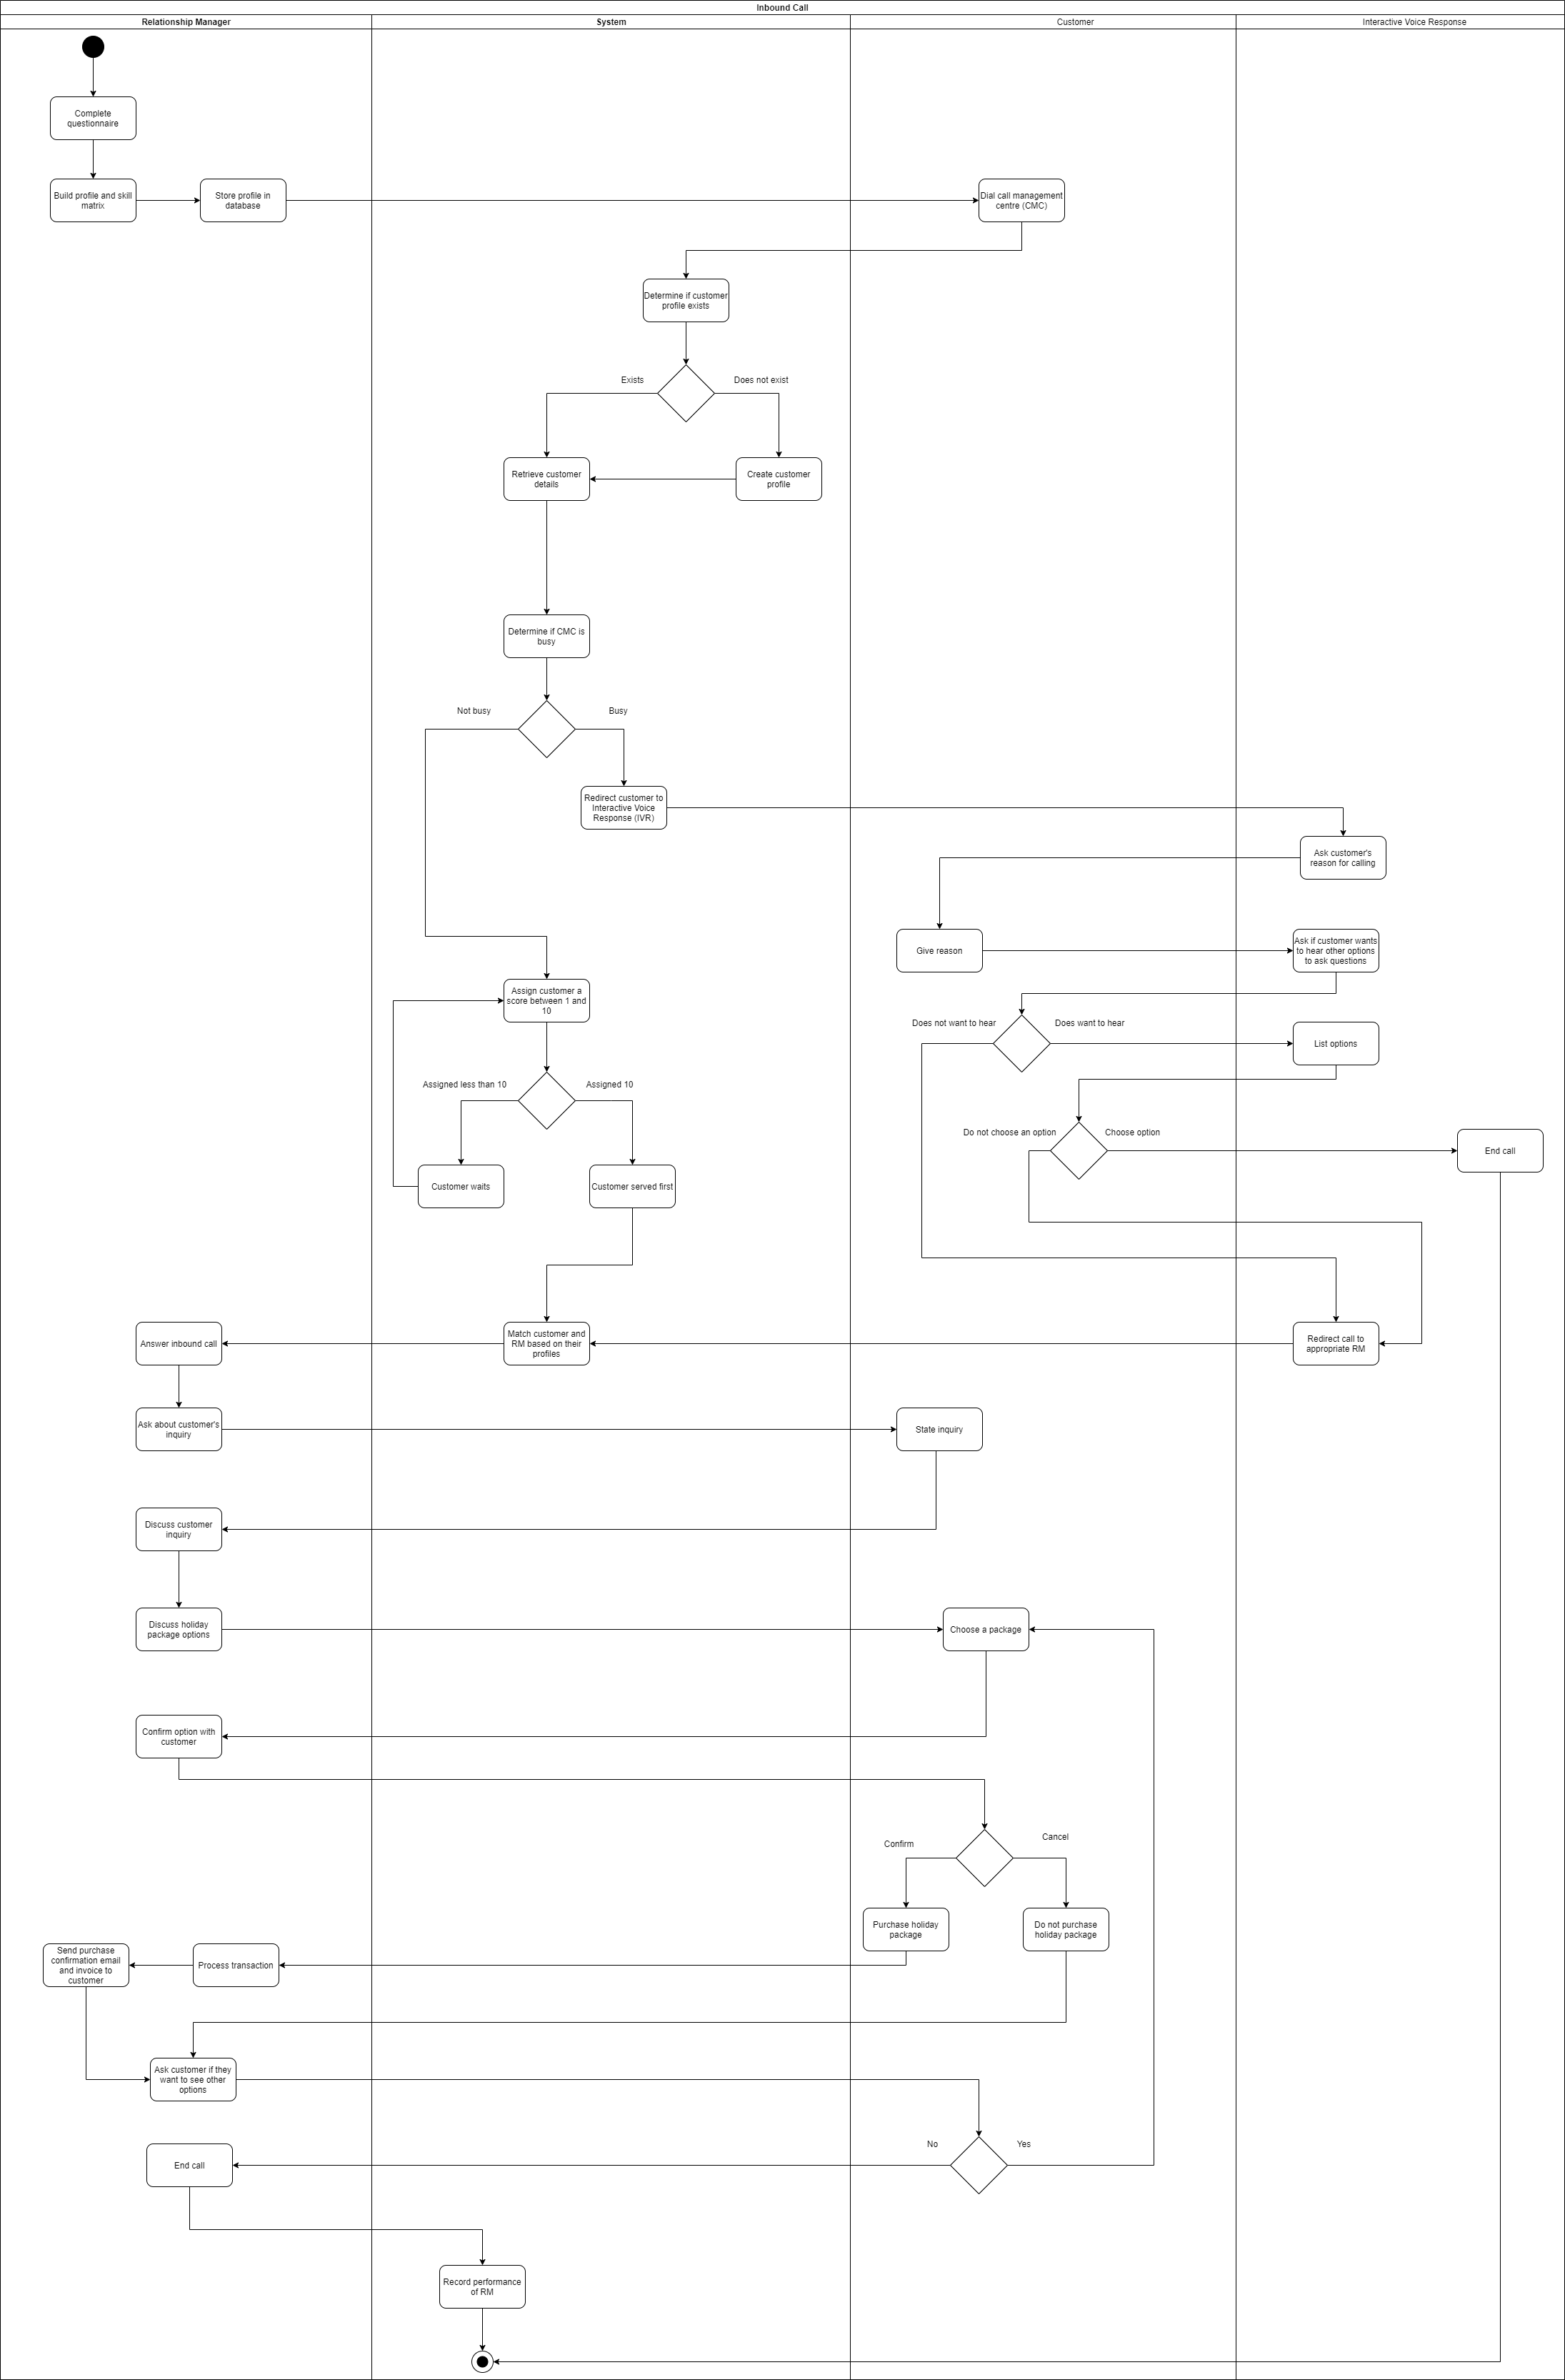 Inbound Call
Relationship Manager
System
Customer
Interactive Voice Response
Complete
questionnaire
Build profile and skill
matrix
Store profile in
database
Dial call management
centre (CMC)
Determine if customer
profile exists
Exists
Does not exist
Retrieve customer
details
Create customer
profile
Determine if CMC is
busy
Not busy
Busy
Redirect customer to
Interactive Voice
Response (IVR)
Ask customer's
reason for calling
Give reason
Ask if customer wants
to hear other options
to ask questions
Assign customer a
score between 1 and
10
Does not want to hear
Does want to hear
List options
Assigned less than 10
Assigned 10
Do not choose an option
Choose option
End call
Customer waits
Customer served first
Answer inbound call
Match customer and
RM based on their
profiles
Redirect call to
appropriate RM
Ask about customer's
inquiry
State inquiry
Discuss customer
inquiry
Discuss holiday
package options
Choose a package
Confirm option with
customer
Confirm
Cancel
Purchase holiday
package
Do not purchase
holiday package
Send purchase
confirmation email
and invoice to
customer
Process transaction
Ask customer if they
want to see other
options
No
Yes
End call
Record performance
of RM